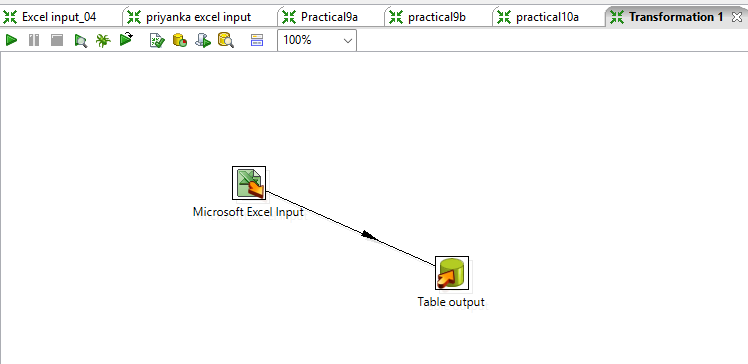 Excel input_04 priyanka excel input Practical9a practical9b practical10a Transformation 1
100%
Microsoft Excel Input
Table output